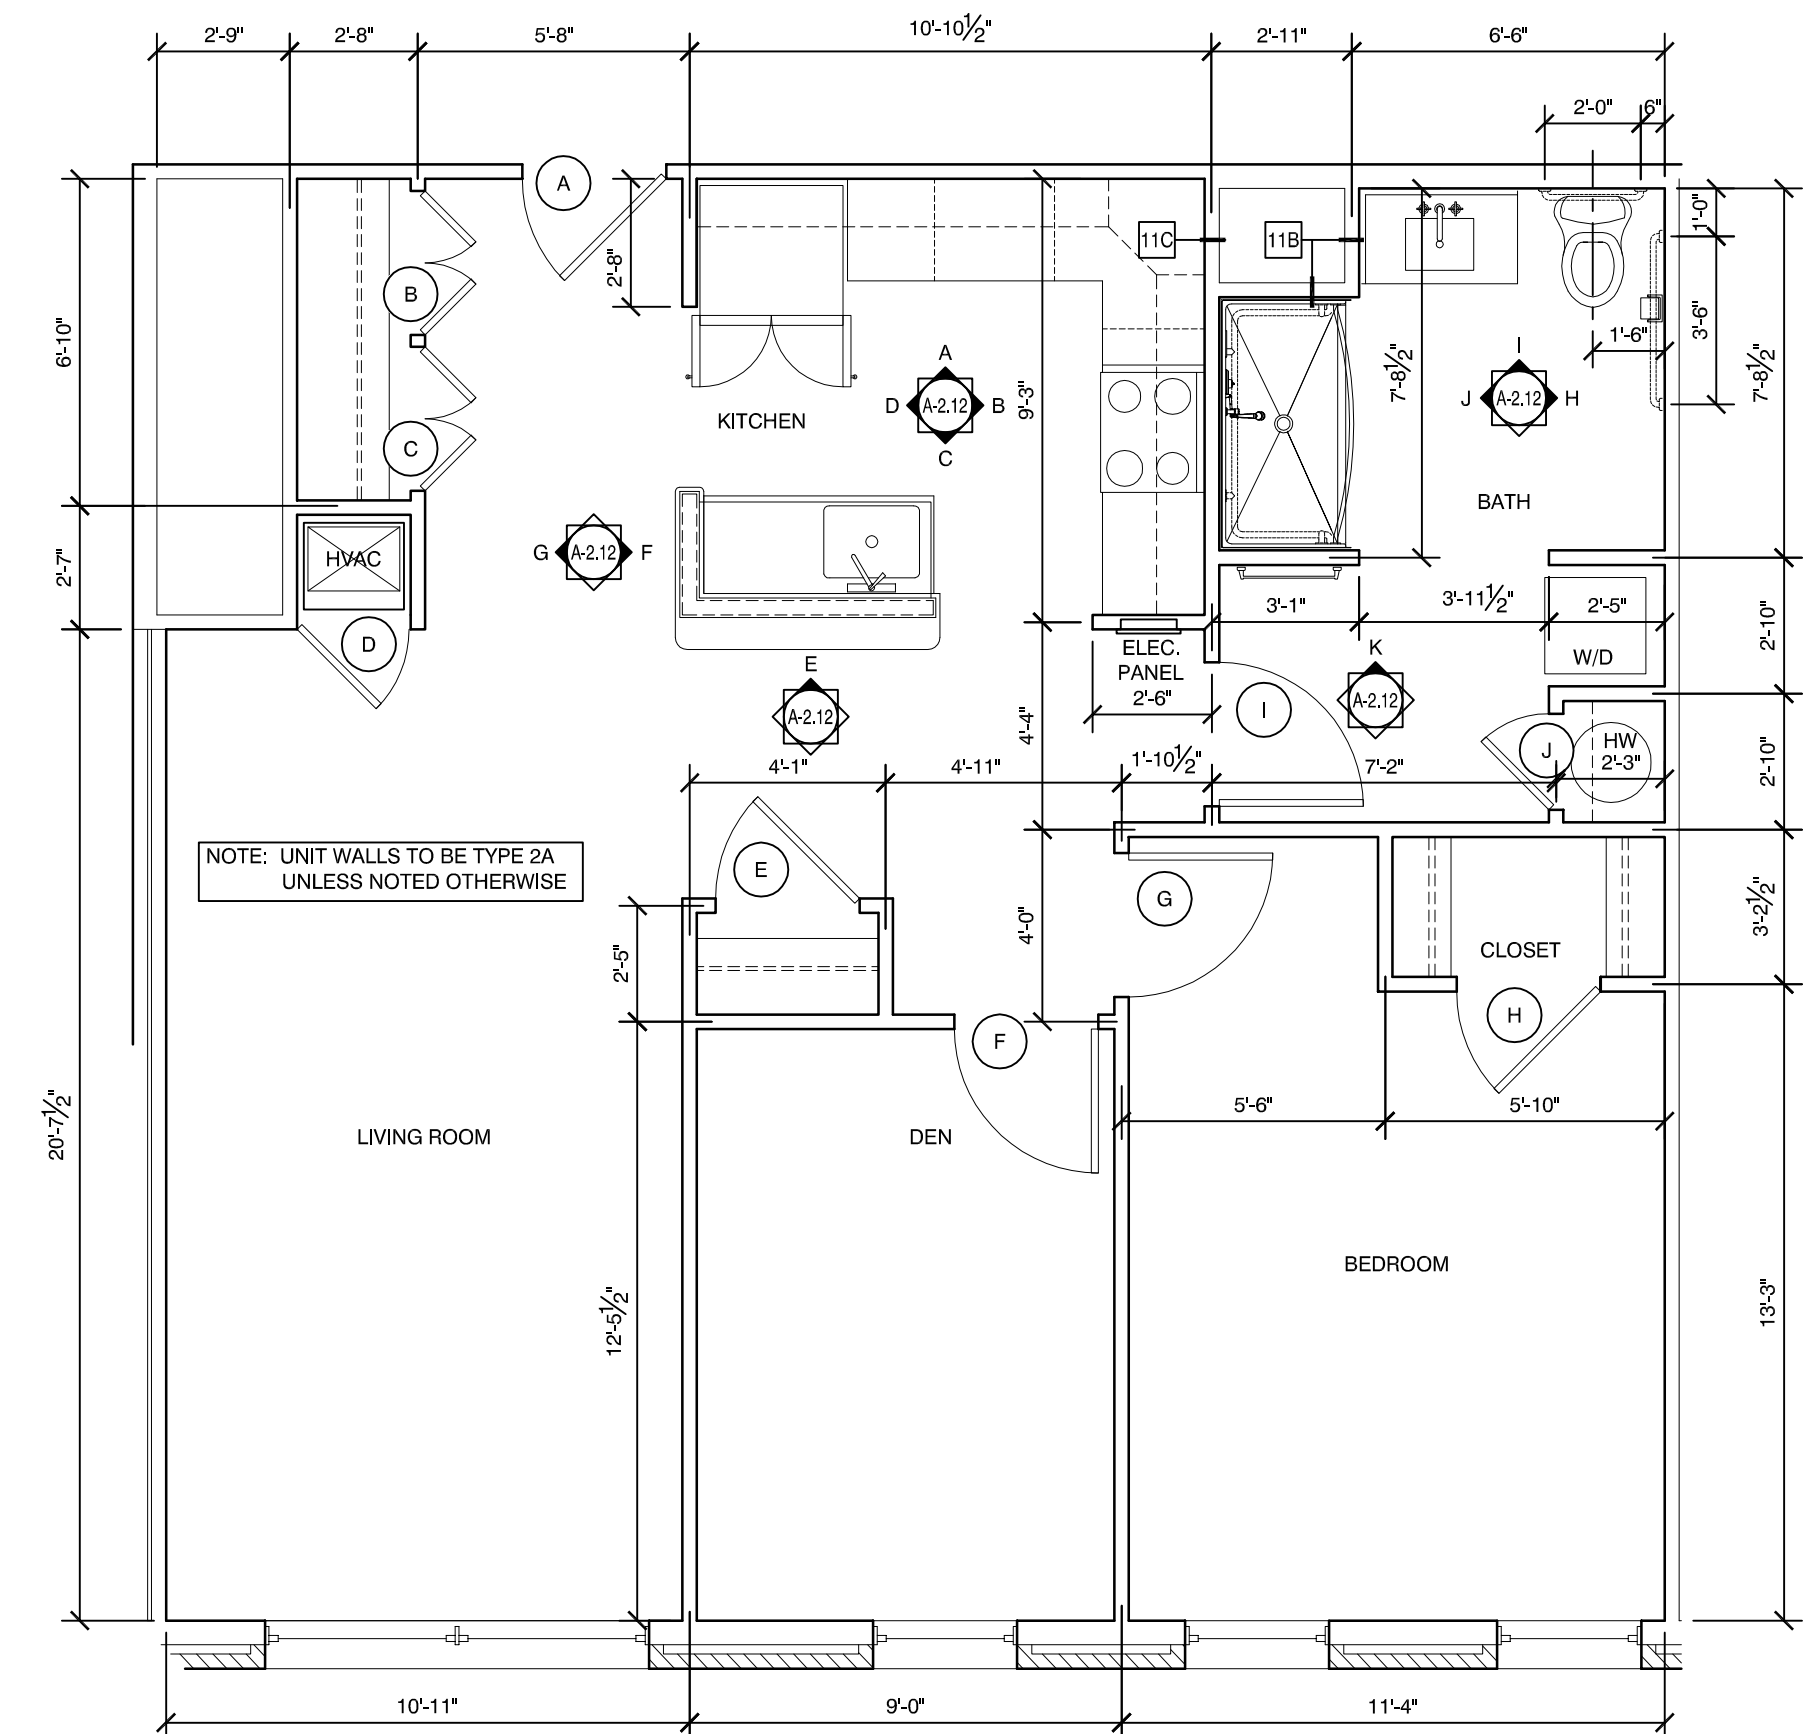 2'-9" 2'-8" 5'-8" 10'-10½" 2'-11" 6'-6"
2'-0" 6"
A
1'-0"
11C 11B
2'-8"
B
6'-10"
1'-6" 3'-6"
I
A
9'-3" 7'-8½" 7'-8½"
D A-2.12 B
J A-2.12 H
KITCHEN
C
C
BATH
G A-2.12 F
HVAC
2'-7"
3'-1" 3'-11½" 2'-5"
2'-10"
D
ELEC.
PANEL
K
W/D
E
2'-6"
A-2.12
I
A-2.12
4'-4"
J
HW
2'-3"
2'-10"
4'-1" 4'-11" 1'-10½" 7'-2"
NOTE: UNIT WALLS TO BE TYPE 2A
UNLESS NOTED OTHERWISE
E
G
3'-2½"
4'-0"
CLOSET
2'-5"
H
F
5'-6" 5'-10"
20'-7½"
LIVING ROOM
DEN
BEDROOM
12'-5½"
13'-3"
10'-11" 9'-0" 11'-4"